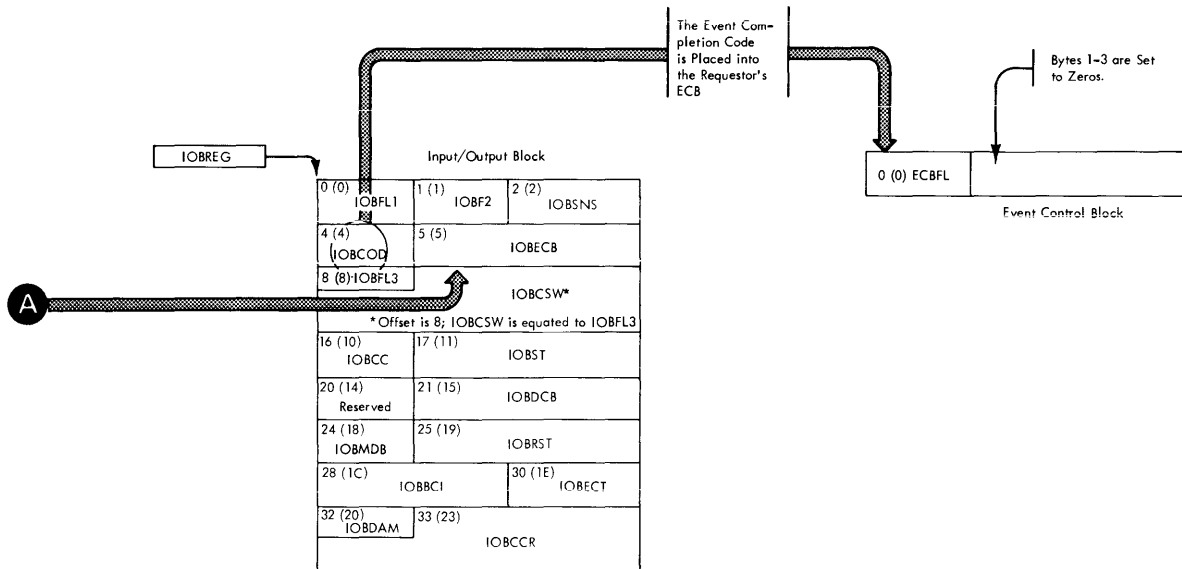 The Event Com-
pletion Code
is Placed into
the Requestor's
ECB
Bytes 1-3 are Set
to Zeros.
IOBREG
Input/Output Block
0 (0) ECBFL
Event Control Block
0 (0) IOBFL1
1 (1) IOBF2
2 (2) IOBSNS
4 (4) IOBCOD
5 (5) IOBECB
8 (8) IOBFL3
A
IOBCSW*
*Offset is 8; IOBCSW is equated to IOBFL3
16 (10) IOBCC
17 (11) IOBST
20 (14) Reserved
21 (15) IOBDCB
24 (18) IOBMDB
25 (19) IOBRST
28 (1C) IOBBCI
30 (1E) IOBECT
32 (20) IOBDAM
33 (23) IOBCCR